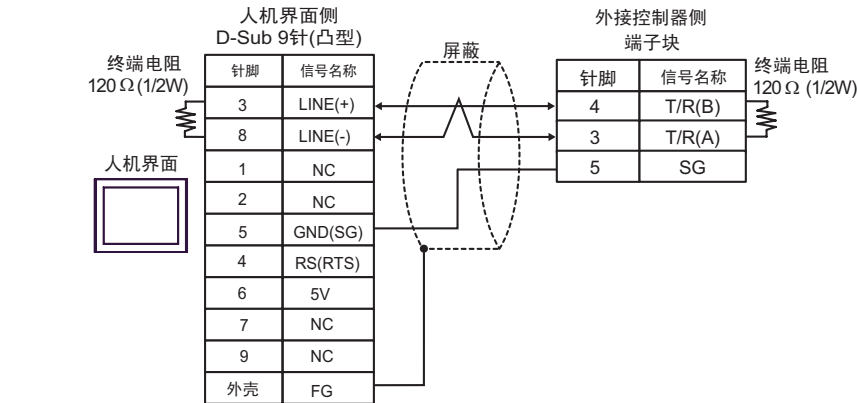 人机界面侧
D-Sub 9针(凸型)
外接控制器侧
端子块
屏蔽
终端电阻
120 Ω (1/2W)
终端电阻
120 Ω (1/2W)
人机界面
针脚 信号名称
3 LINE(+)
8 LINE(-)
1 NC
2 NC
5 GND(SG)
4 RS(RTS)
6 5V
7 NC
9 NC
外壳 FG
针脚 信号名称
4 T/R(B)
3 T/R(A)
5 SG